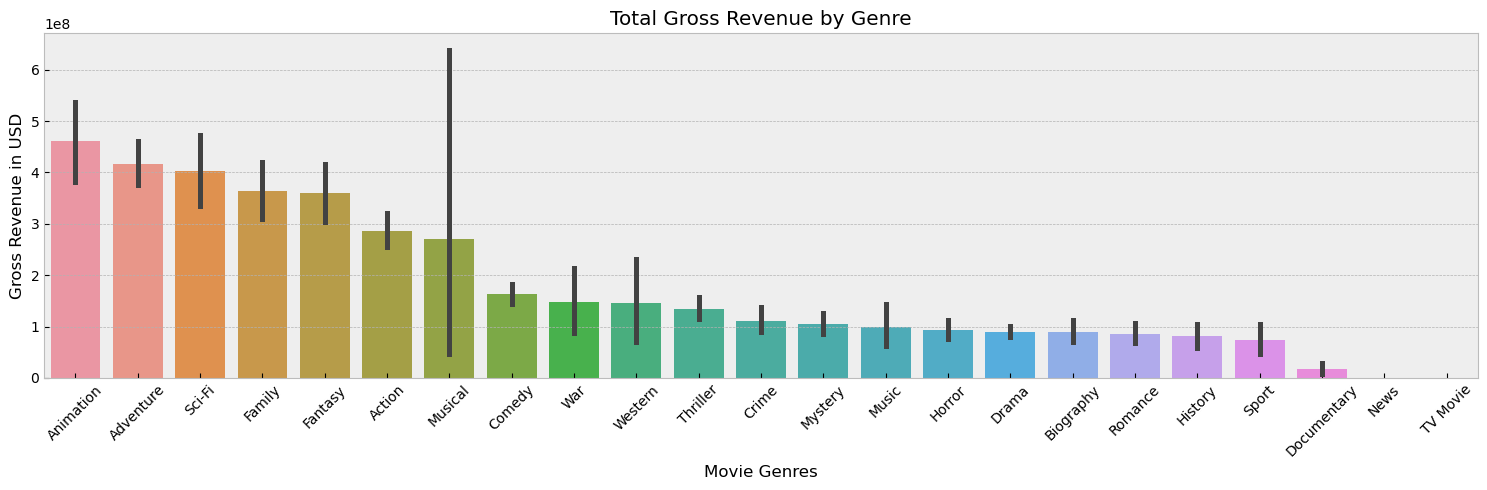 Total Gross Revenue by Genre
1e8
Gross Revenue in USD
6
5
4
3
2
1
0
Animation
Adventure
Sci-Fi
Family
Fantasy
Action
Musical
Comedy
War
Western
Thriller
Crime
Mystery
Music
Horror
Drama
Biography
Romance
History
Sport
Documentary
News
TV Movie
Movie Genres